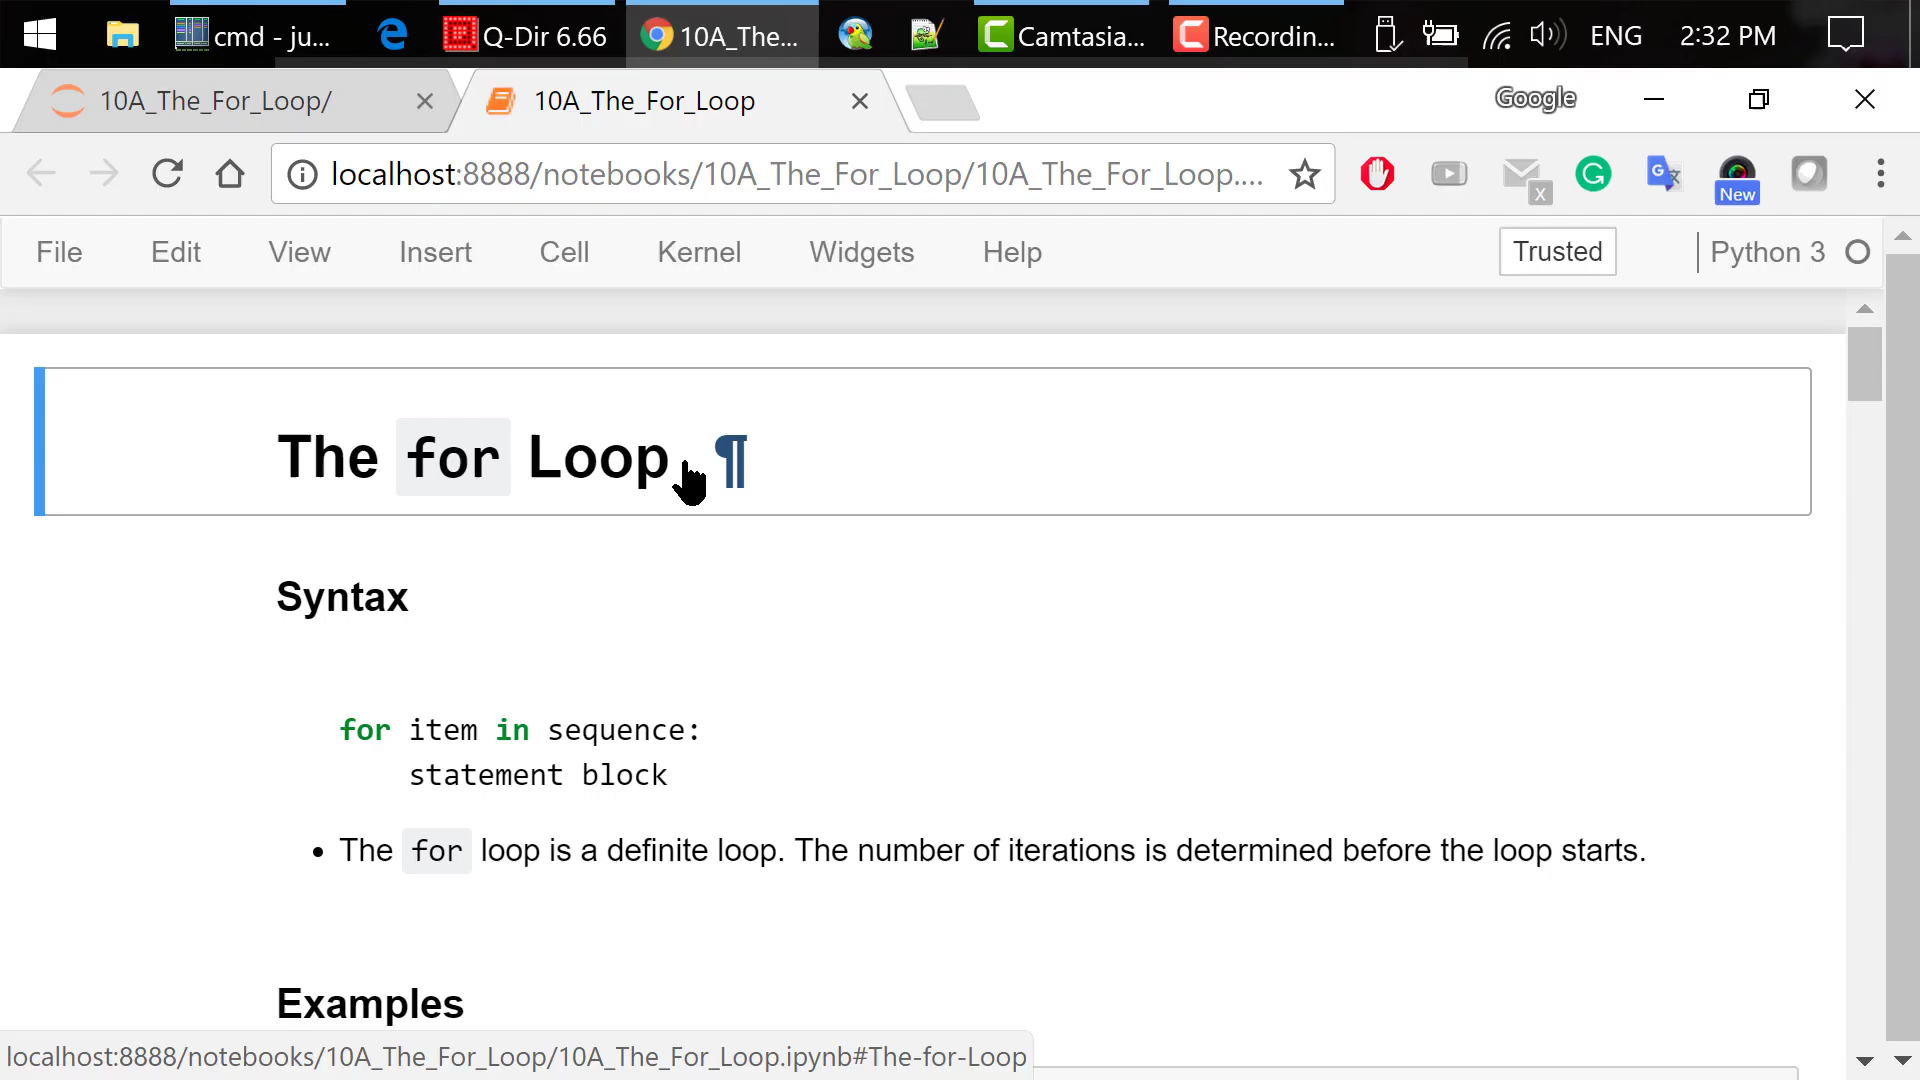 cmd - ju... Q-Dir 6.66 10A_The... Camtasia... Recordin... ENG 2:32 PM
10A_The_For_Loop/ 10A_The_For_Loop Google
localhost:8888/notebooks/10A_The_For_Loop/10A_The_For_Loop.... X New
File Edit View Insert Cell Kernel Widgets Help Trusted Python 3
The for Loop ¶
Syntax
for item in sequence:
statement block
• The for loop is a definite loop. The number of iterations is determined before the loop starts.
Examples
localhost:8888/notebooks/10A_The_For_Loop/10A_The_For_Loop.ipynb#The-for-Loop